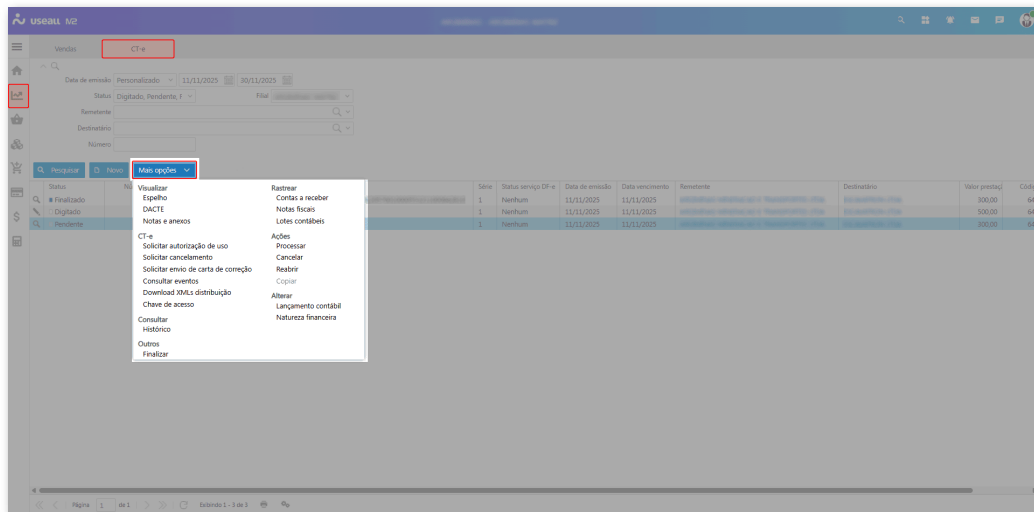 useall M2
Vendas CT-e
Data de emissão Personalizado 11/11/2025 30/11/2025
Status Digitado, Pendente, F Filial
Remetente
Destinatário
Número
Pesquisar Novo Mais opções
Status Série Status serviço DF-e Data de emissão Data vencimento Remetente Destinatário Valor prestaç Códi
Finalizado 1 Nenhum 11/11/2025 11/11/2025 300,00 64
Digitado 1 Nenhum 11/11/2025 11/11/2025 500,00 64
Pendente 1 Nenhum 11/11/2025 11/11/2025 300,00 64
Visualizar
Espelho
DACTE
Notas e anexos
CT-e
Solicitar autorização de uso
Solicitar cancelamento
Solicitar envio de carta de correção
Consultar eventos
Download XMLs distribuição
Chave de acesso
Consultar
Histórico
Outros
Finalizar
Rastrear
Contas a receber
Notas fiscais
Lotes contábeis
Ações
Processar
Cancelar
Reabrir
Copiar
Alterar
Lançamento contábil
Natureza financeira
Página 1 de 1 Exibindo 1 - 3 de 3